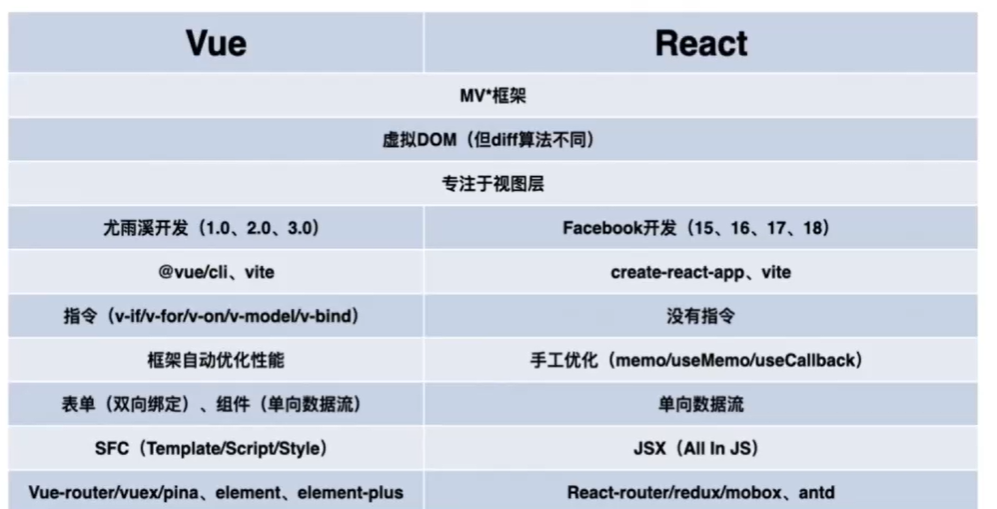 Vue React
MV*框架
虚拟DOM（但diff算法不同）
专注于视图层
尤雨溪开发（1.0、2.0、3.0） Facebook开发（15、16、17、18）
@vue/cli、vite create-react-app、vite
指令（v-if/v-for/v-on/v-model/v-bind） 没有指令
框架自动优化性能 手工优化（memo/useMemo/useCallback）
表单（双向绑定）、组件（单向数据流） 单向数据流
SFC（Template/Script/Style） JSX（All In JS）
Vue-router/vuex/pina、element、element-plus React-router/redux/mobox、antd